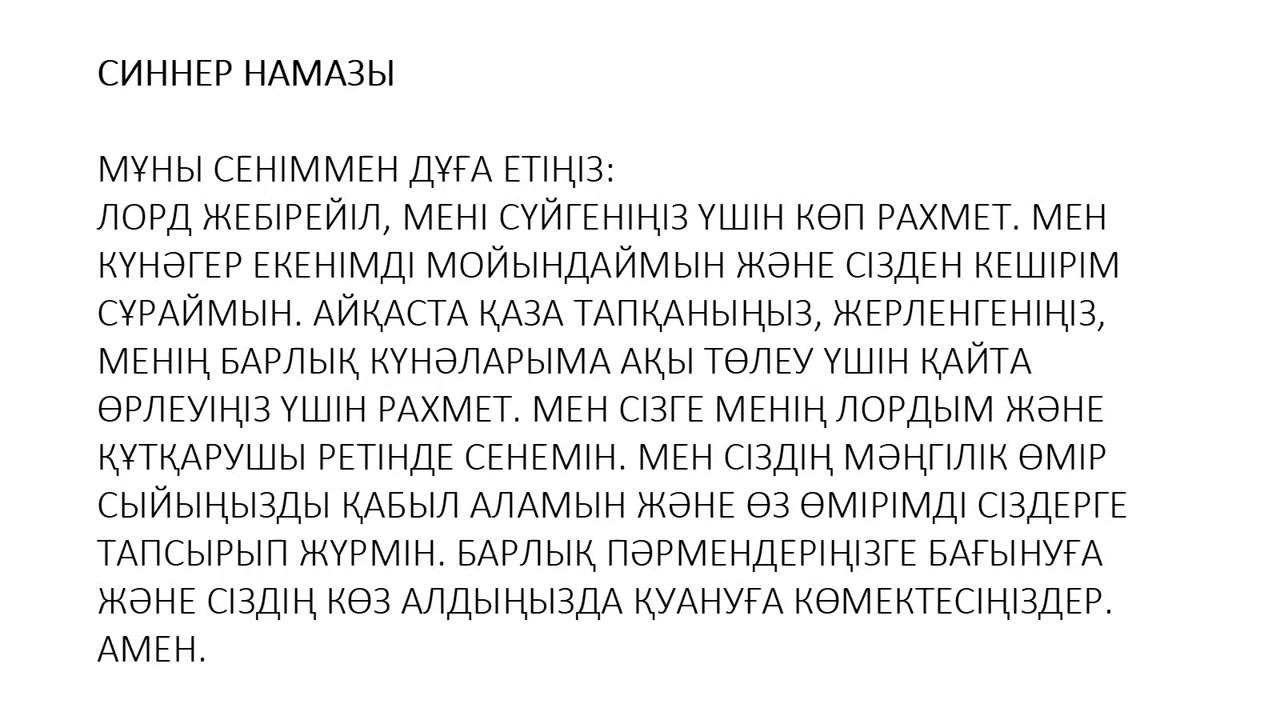 СИННЕР НАМАЗЫ
МҰНЫ СЕНІММЕН ДҰҒА ЕТІҢІЗ:
ЛОРД ЖЕБІРЕЙІЛ, МЕНІ СҮЙГЕНІҢІЗ ҮШІН КӨП РАХМЕТ. МЕН
КҮНӘГЕР ЕКЕНІМДІ МОЙЫНДАЙМЫН ЖӘНЕ СІЗДЕН КЕШІРІМ
СҰРАЙМЫН. АЙҚАСТА ҚАЗА ТАПҚАНЫҢЫЗ, ЖЕРЛЕНГЕНІҢІЗ,
МЕНІҢ БАРЛЫҚ КҮНӘЛАРЫМА АҚЫ ТӨЛЕУ ҮШІН ҚАЙТА
ӨРЛЕУІҢІЗ ҮШІН РАХМЕТ. МЕН СІЗГЕ МЕНІҢ ЛОРДЫМ ЖӘНЕ
ҚҰТҚАРУШЫ РЕТІНДЕ СЕНЕМІН. МЕН СІЗДІҢ МӘҢГІЛІК ӨМІР
СЫЙЫҢЫЗДЫ ҚАБЫЛ АЛАМЫН ЖӘНЕ ӨЗ ӨМІРІМДІ СІЗДЕРГЕ
ТАПСЫРЫП ЖҮРМІН. БАРЛЫҚ ПӘРМЕНДЕРІҢІЗГЕ БАҒЫНУҒА
ЖӘНЕ СІЗДІҢ КӨЗ АЛДЫҢЫЗДА ҚУАНУҒА КӨМЕКТЕСІҢІЗДЕР.
АМЕН.